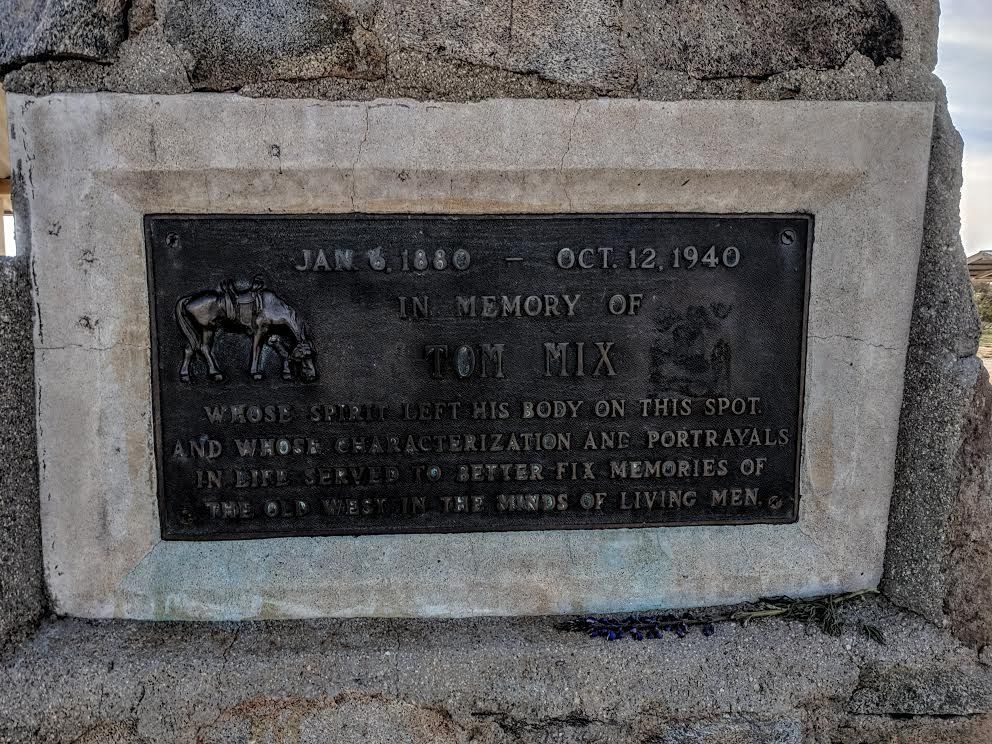 JAN. 6, 1880 – OCT. 12, 1940
IN MEMORY OF
TOM MIX
WHOSE SPIRIT LEFT HIS BODY ON THIS SPOT.
AND WHOSE CHARACTERIZATION AND PORTRAYALS
IN LIFE SERVED TO BETTER FIX MEMORIES OF
THE OLD WEST IN THE MINDS OF LIVING MEN.